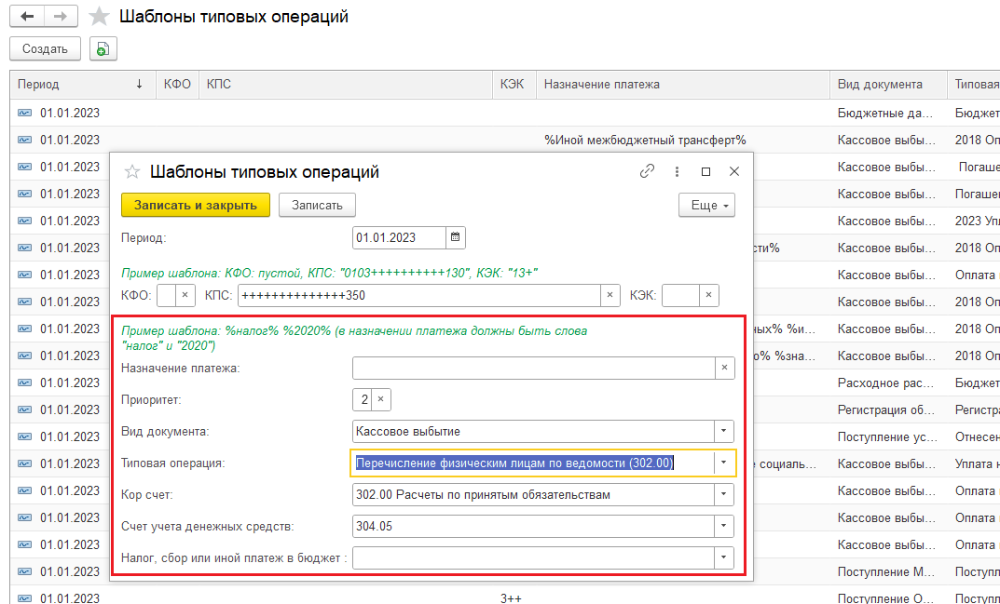 Шаблоны типовых операций
Создать
Период ↓ КФО КПС КЭК Назначение платежа Вид документа Типовая
01.01.2023 Бюджетные да... Бюджет
01.01.2023 %Иной межбюджетный трансферт% Кассовое выбы... 2018 Оп
01.01.2023 Кассовое выбы... Погаше
01.01.2023 Кассовое выбы... Погашен
01.01.2023 Кассовое выбы... 2023 Упл
01.01.2023 сти% Кассовое выбы... 2018 Оп
01.01.2023 Кассовое выбы... Оплата
01.01.2023 Кассовое выбы... Оплата
01.01.2023 ных% %и... Кассовое выбы... 2018 Оп
01.01.2023 о% %зна... Кассовое выбы... 2018 Оп
01.01.2023 Расходное рас... Бюджет
01.01.2023 Регистрация об... Регистра
01.01.2023 Поступление ус... Отнесен
01.01.2023 е социаль... Кассовое выбы... Уплата н
01.01.2023 Кассовое выбы... Оплата
01.01.2023 Кассовое выбы... Оплата
01.01.2023 Кассовое выбы... Оплата
01.01.2023 Поступление М... Поступл
01.01.2023 3++ Поступление О... Поступл
Шаблоны типовых операций
Записать и закрыть Записать Еще
Период: 01.01.2023
Пример шаблона: КФО: пустой, КПС: "0103++++++++++130", КЭК: "13+"
КФО: КПС: ++++++++++++++350 КЭК:
Пример шаблона: %налог% %2020% (в назначении платежа должны быть слова
"налог" и "2020")
Назначение платежа:
Приоритет: 2
Вид документа: Кассовое выбытие
Типовая операция: Перечисление физическим лицам по ведомости (302.00)
Кор счет: 302.00 Расчеты по принятым обязательствам
Счет учета денежных средств: 304.05
Налог, сбор или иной платеж в бюджет :